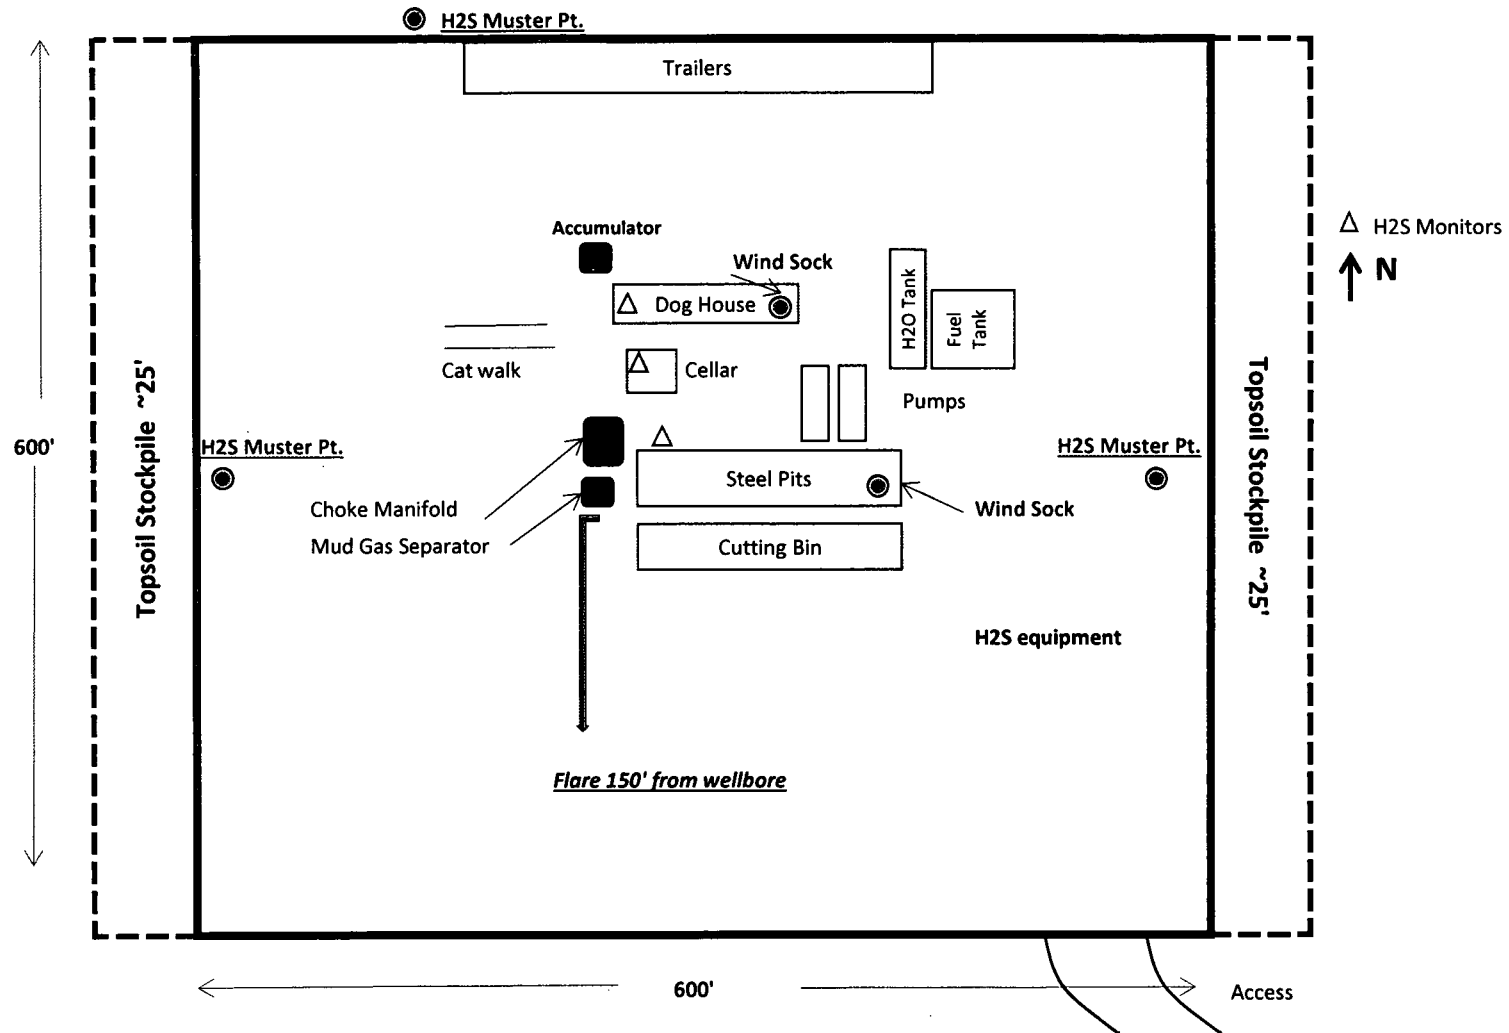 H2S Muster Pt.
Trailers
Accumulator
Wind Sock
Dog House
H2O Tank
Fuel
Tank
H2S Monitors
N
Cat walk
Cellar
Pumps
Topsoil Stockpile ~25'
600'
H2S Muster Pt.
H2S Muster Pt.
Topsoil Stockpile ~25'
Steel Pits
Choke Manifold
Wind Sock
Mud Gas Separator
Cutting Bin
H2S equipment
Flare 150' from wellbore
600'
Access